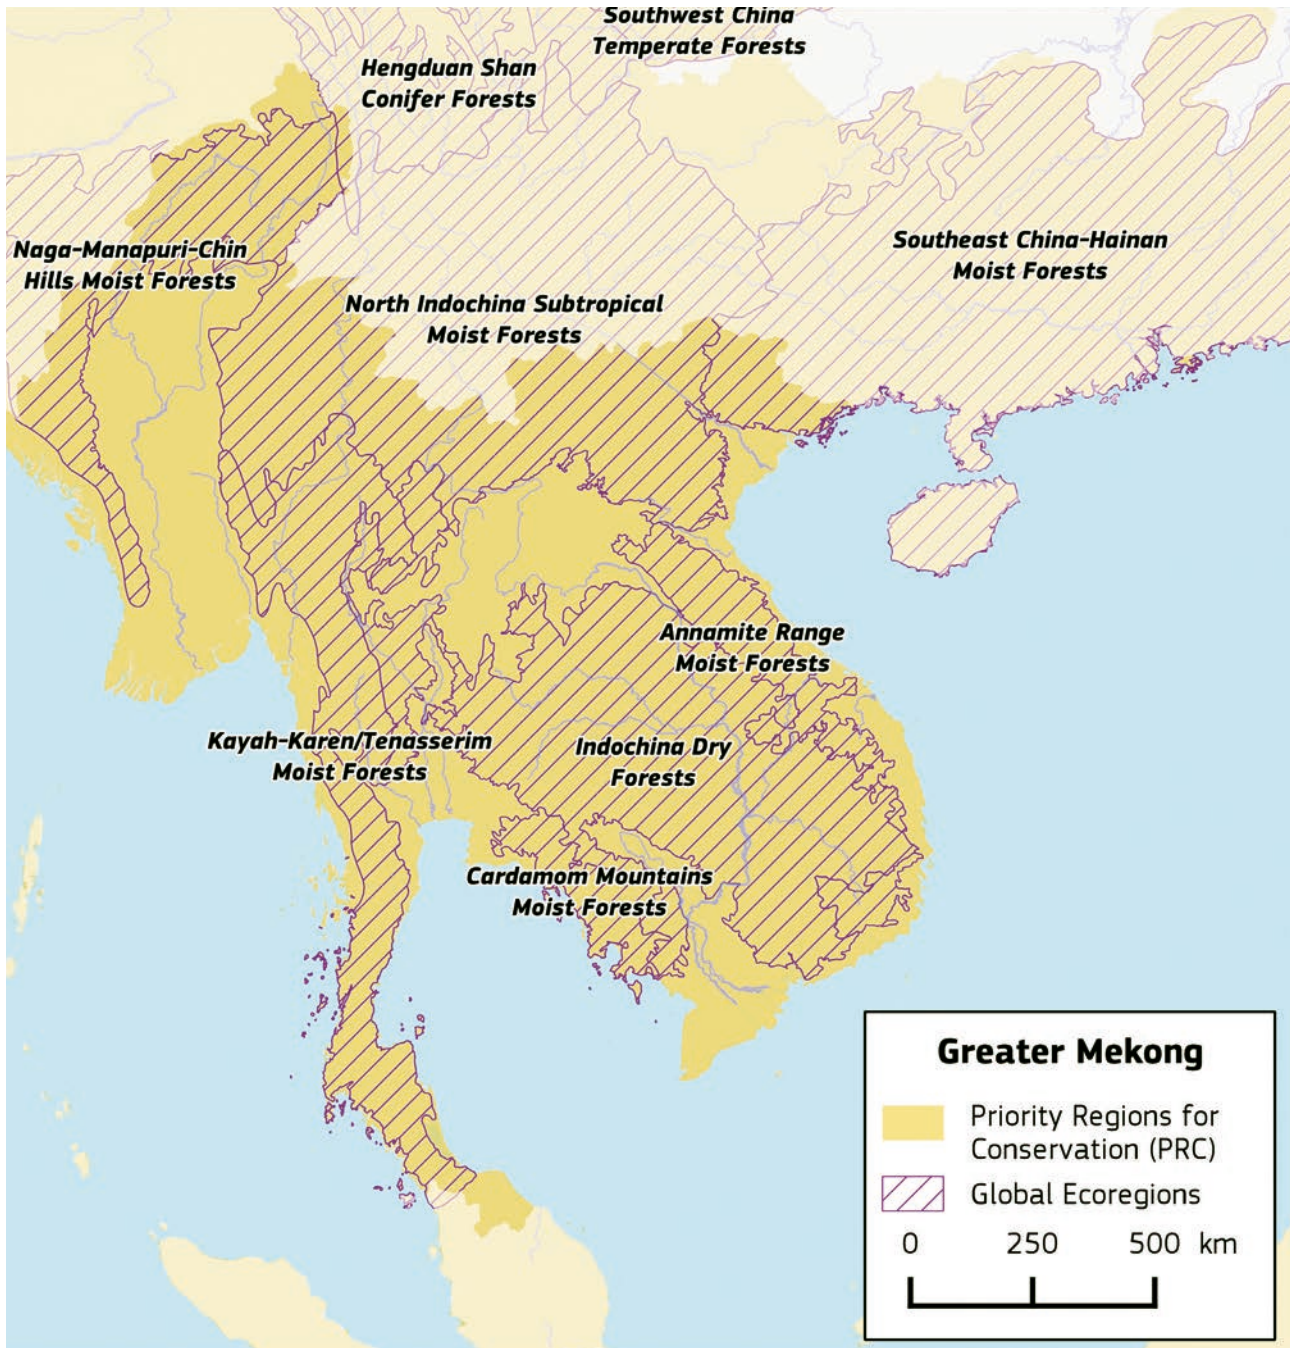 Southwest China
Temperate Forests
Hengduan Shan
Conifer Forests
Naga-Manapuri-Chin
Hills Moist Forests
Southeast China-Hainan
Moist Forests
North Indochina Subtropical
Moist Forests
Annamite Range
Moist Forests
Kayah-Karen/Tenasserim
Moist Forests
Indochina Dry
Forests
Cardamom Mountains
Moist Forests
Greater Mekong
Priority Regions for
Conservation (PRC)
Global Ecoregions
0 250 500 km